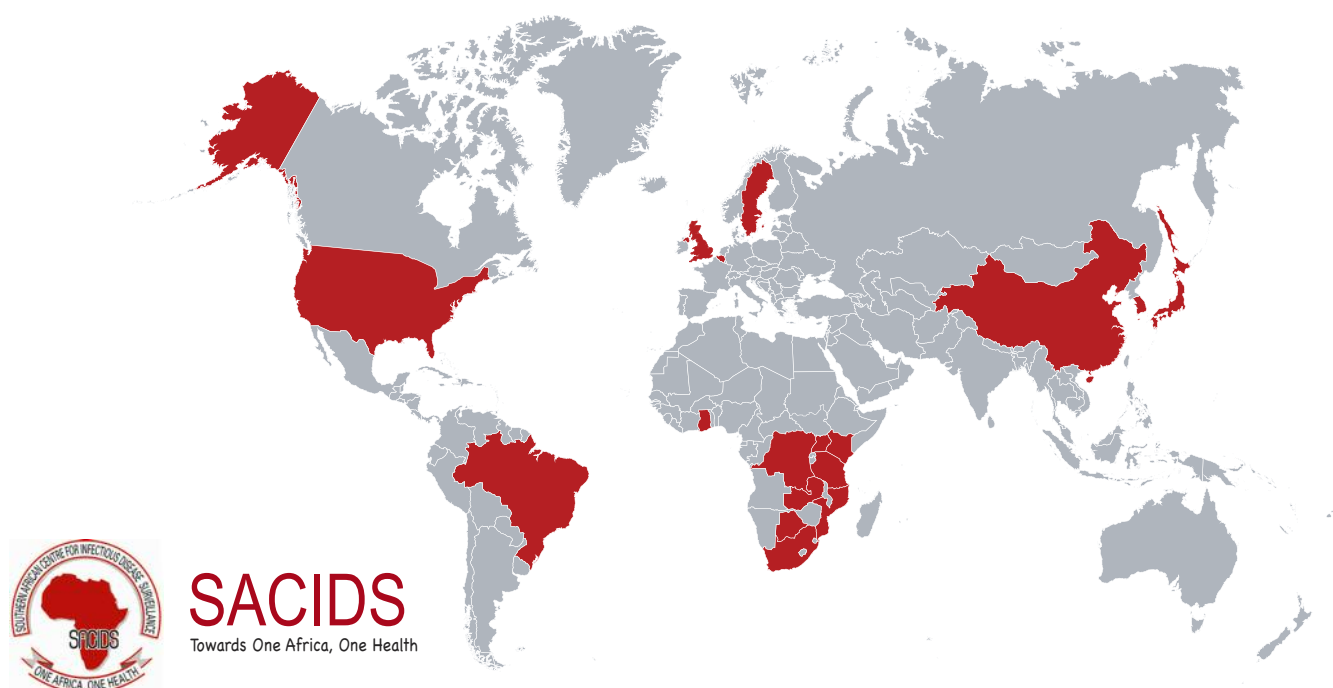 SOUTHERN AFRICAN CENTRE FOR INFECTIOUS DISEASE SURVEILLANCE
SACIDS
ONE AFRICA, ONE HEALTH
SACIDS
Towards One Africa, One Health